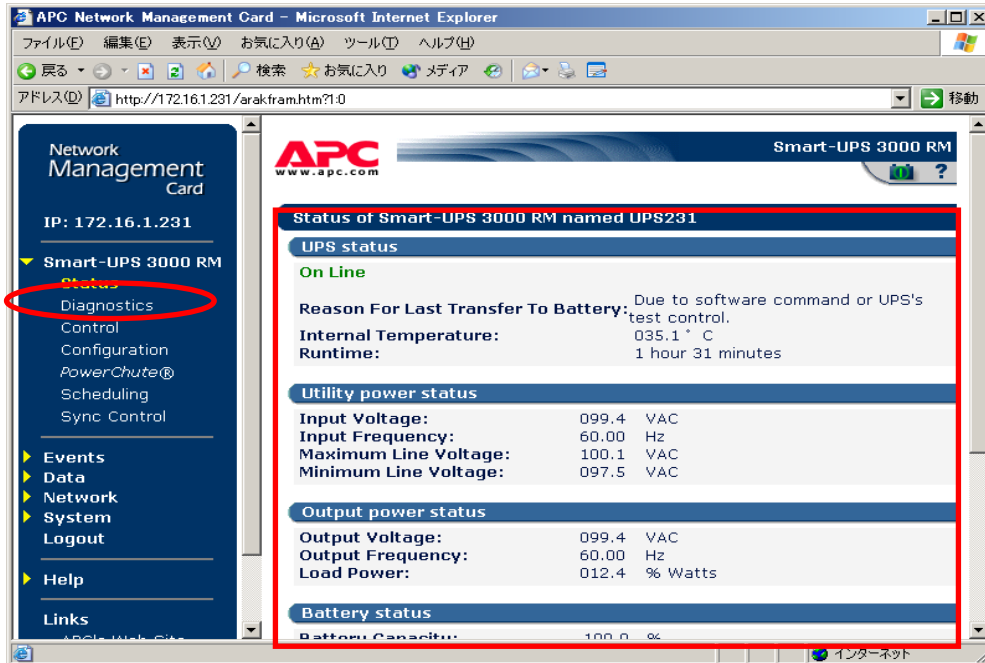 APC Network Management Card - Microsoft Internet Explorer
ファイル(F) 編集(E) 表示(V) お気に入り(A) ツール(T) ヘルプ(H)
戻る 検索 お気に入り メディア
アドレス(D) http://172.16.1.231/arakfram.htm?1:0 移動
Network
Management
Card
IP: 172.16.1.231
Smart-UPS 3000 RM
Status
Diagnostics
Control
Configuration
PowerChute®
Scheduling
Sync Control
Events
Data
Network
System
Logout
Help
Links
APC's Web Site
APC
www.apc.com
Smart-UPS 3000 RM
?
Status of Smart-UPS 3000 RM named UPS231
UPS status
On Line
Reason For Last Transfer To Battery: Due to software command or UPS's
test control.
Internal Temperature: 035.1 ° C
Runtime: 1 hour 31 minutes
Utility power status
Input Voltage: 099.4 VAC
Input Frequency: 60.00 Hz
Maximum Line Voltage: 100.1 VAC
Minimum Line Voltage: 097.5 VAC
Output power status
Output Voltage: 099.4 VAC
Output Frequency: 60.00 Hz
Load Power: 012.4 % Watts
Battery status
Battery Capacity: 100.0 %
インターネット